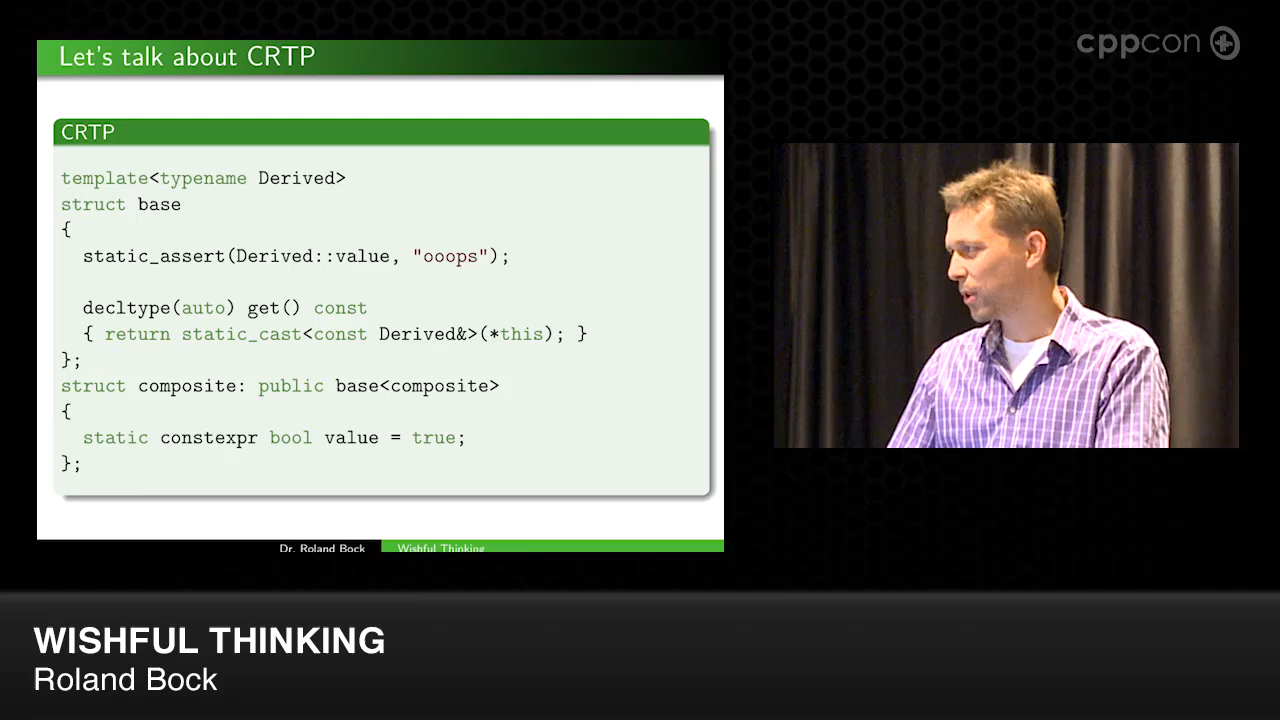 Let's talk about CRTP
cppcon
CRTP
template<typename Derived>
struct base
{
static_assert(Derived::value, "ooops");
decltype(auto) get() const
{ return static_cast<const Derived&>(*this); }
};
struct composite: public base<composite>
{
static constexpr bool value = true;
};
Dr. Roland Bock
Wishful Thinking
WISHFUL THINKING
Roland Bock